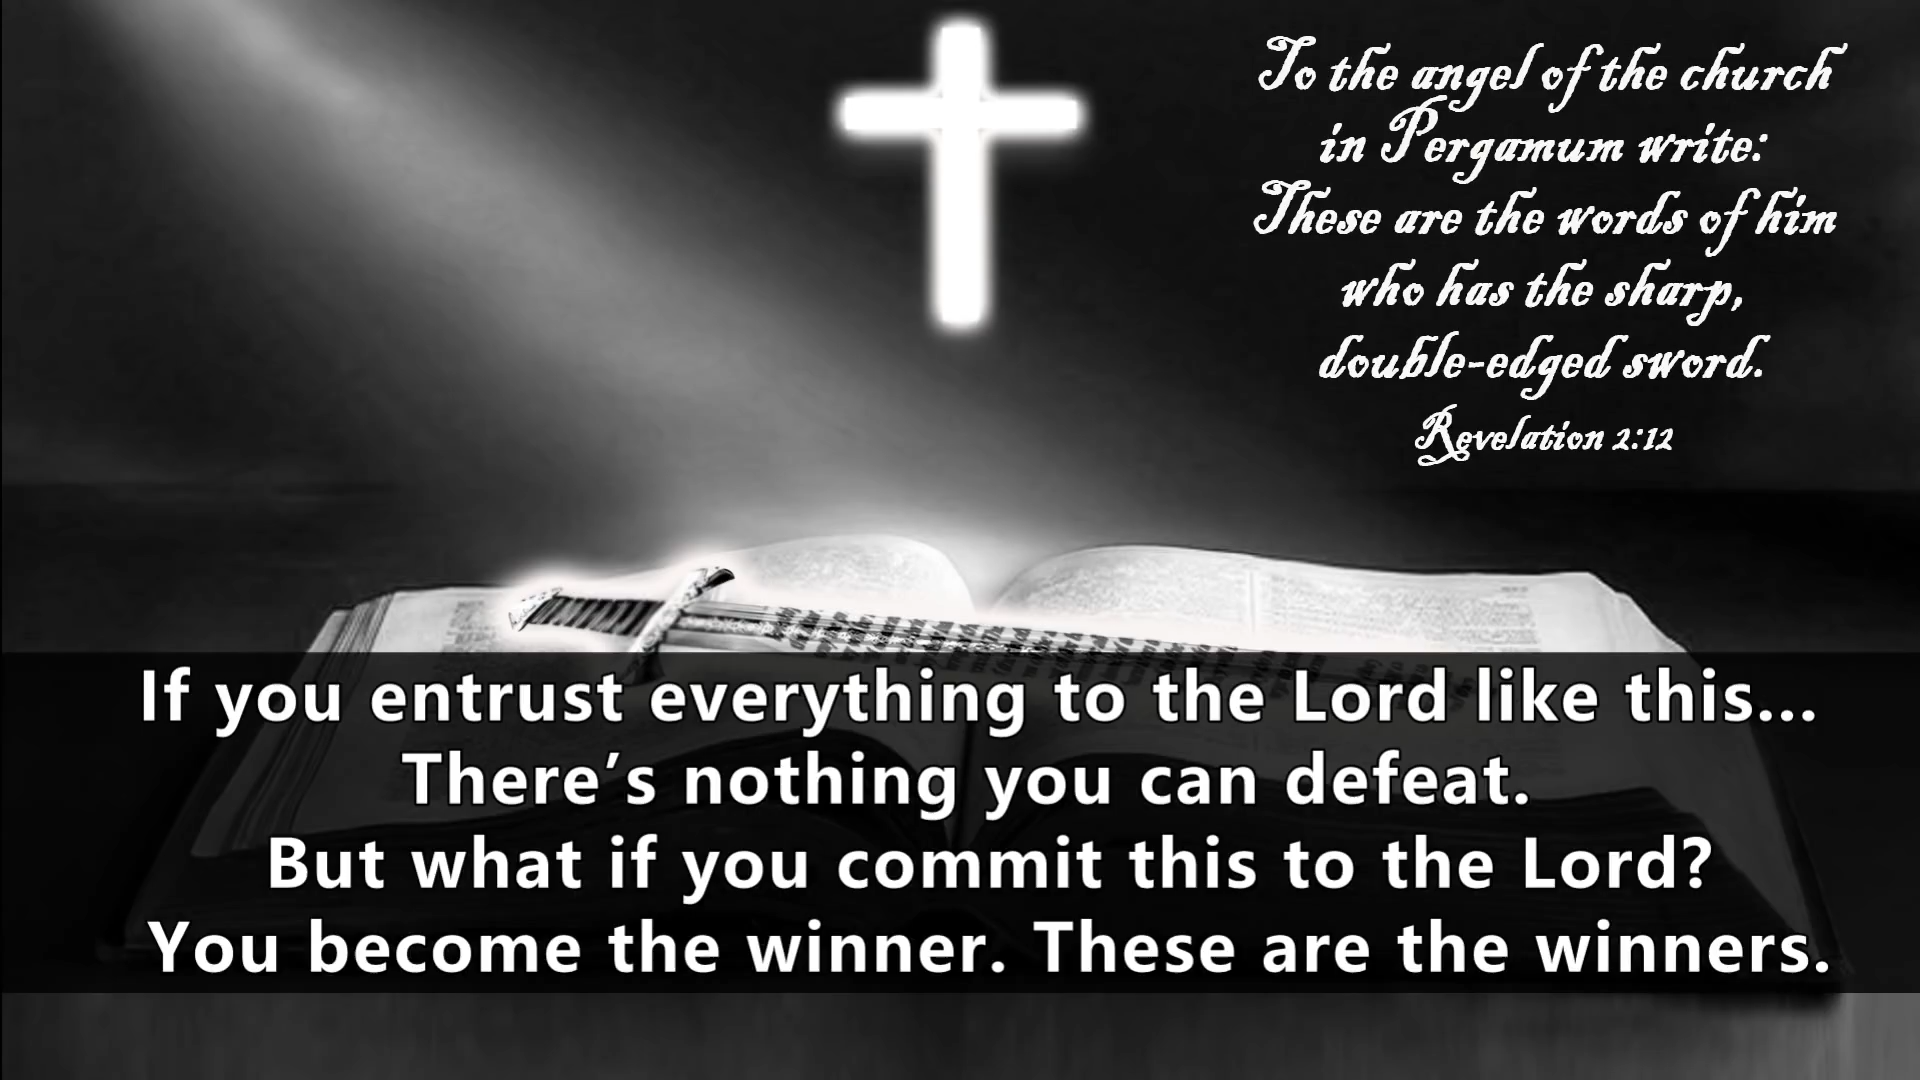 To the angel of the church
in Pergamum write:
These are the words of him
who has the sharp,
double-edged sword.
Revelation 2:12
If you entrust everything to the Lord like this...
There’s nothing you can defeat.
But what if you commit this to the Lord?
You become the winner. These are the winners.